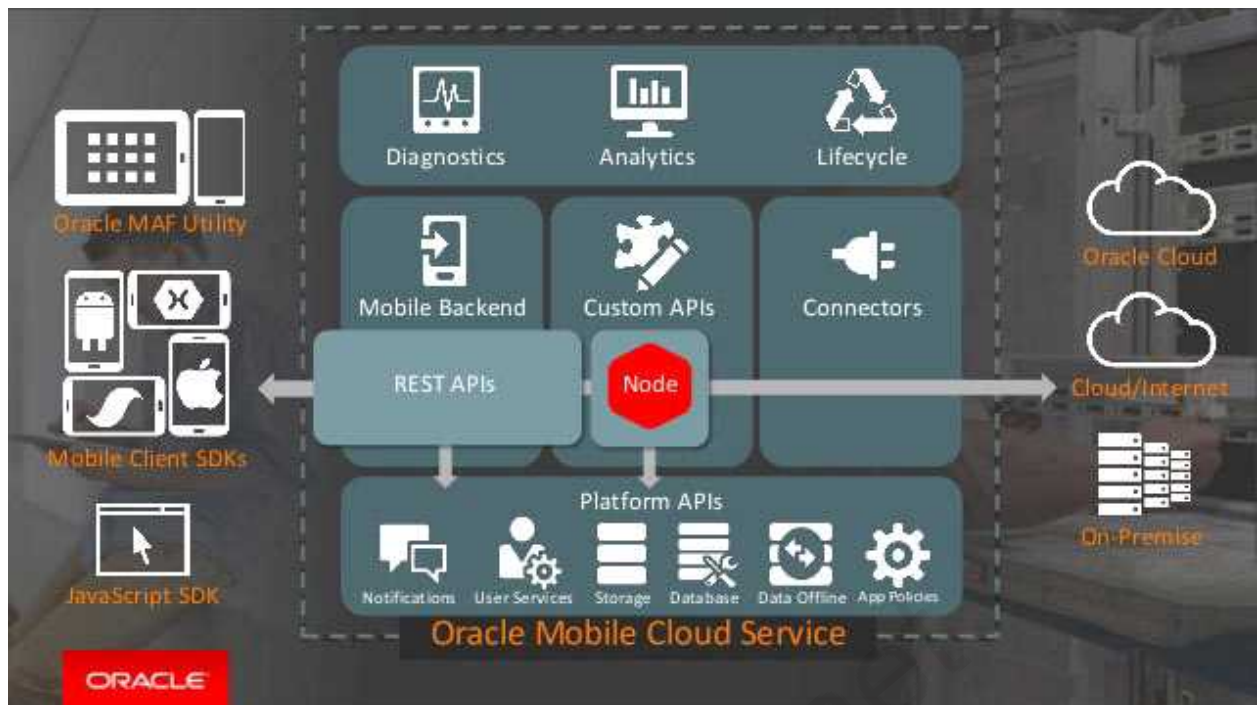 Diagnostics
Analytics
Lifecycle
Oracle MAF Utility
Mobile Backend
Custom APIs
Connectors
Oracle Cloud
REST APIs
Node
Cloud/Internet
Mobile Client SDKs
Platform APIs
On-Premise
Notifications
User Services
Storage
Database
Data Offline
App Policies
JavaScript SDK
Oracle Mobile Cloud Service
ORACLE